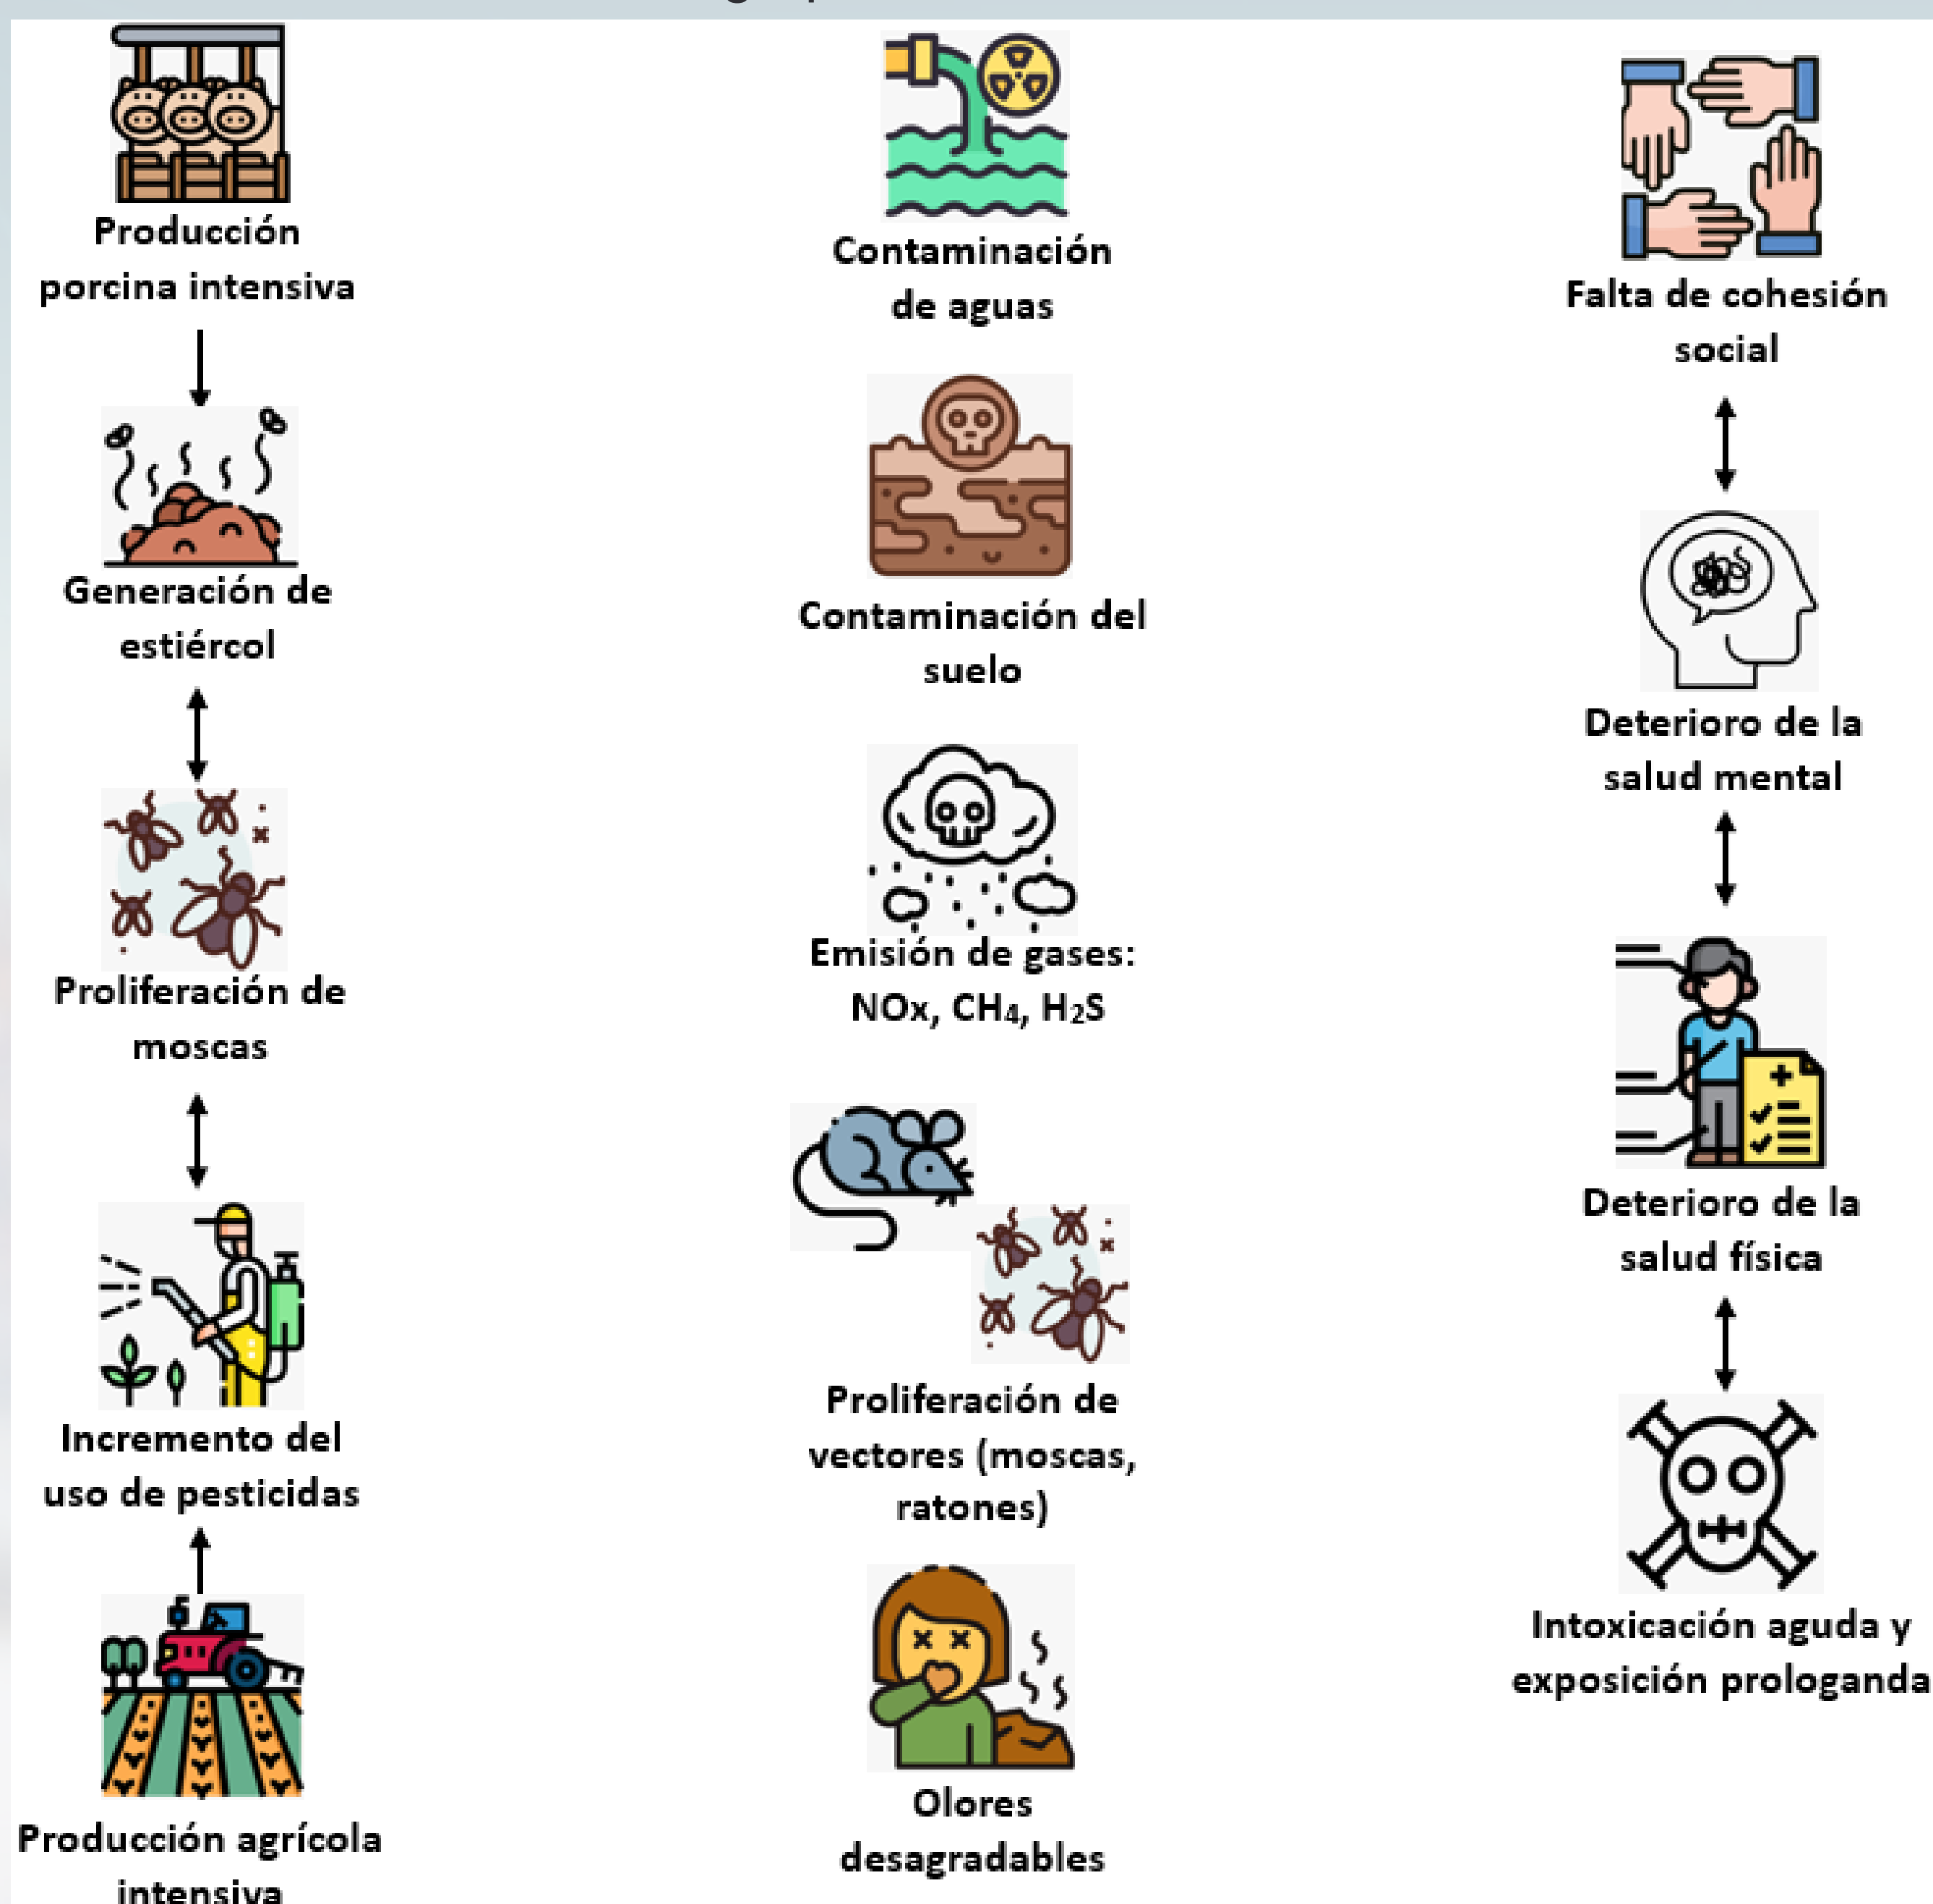 Producción
porcina intensiva
Generación de
estiércol
Proliferación de
moscas
Incremento del
uso de pesticidas
Producción agrícola
intensiva
Contaminación
de aguas
Contaminación del
suelo
Emisión de gases:
NOx, CH₄, H₂S
Proliferación de
vectores (moscas,
ratones)
Olores
desagradables
Falta de cohesión
social
Deterioro de la
salud mental
Deterioro de la
salud física
Intoxicación aguda y
exposición prologanda